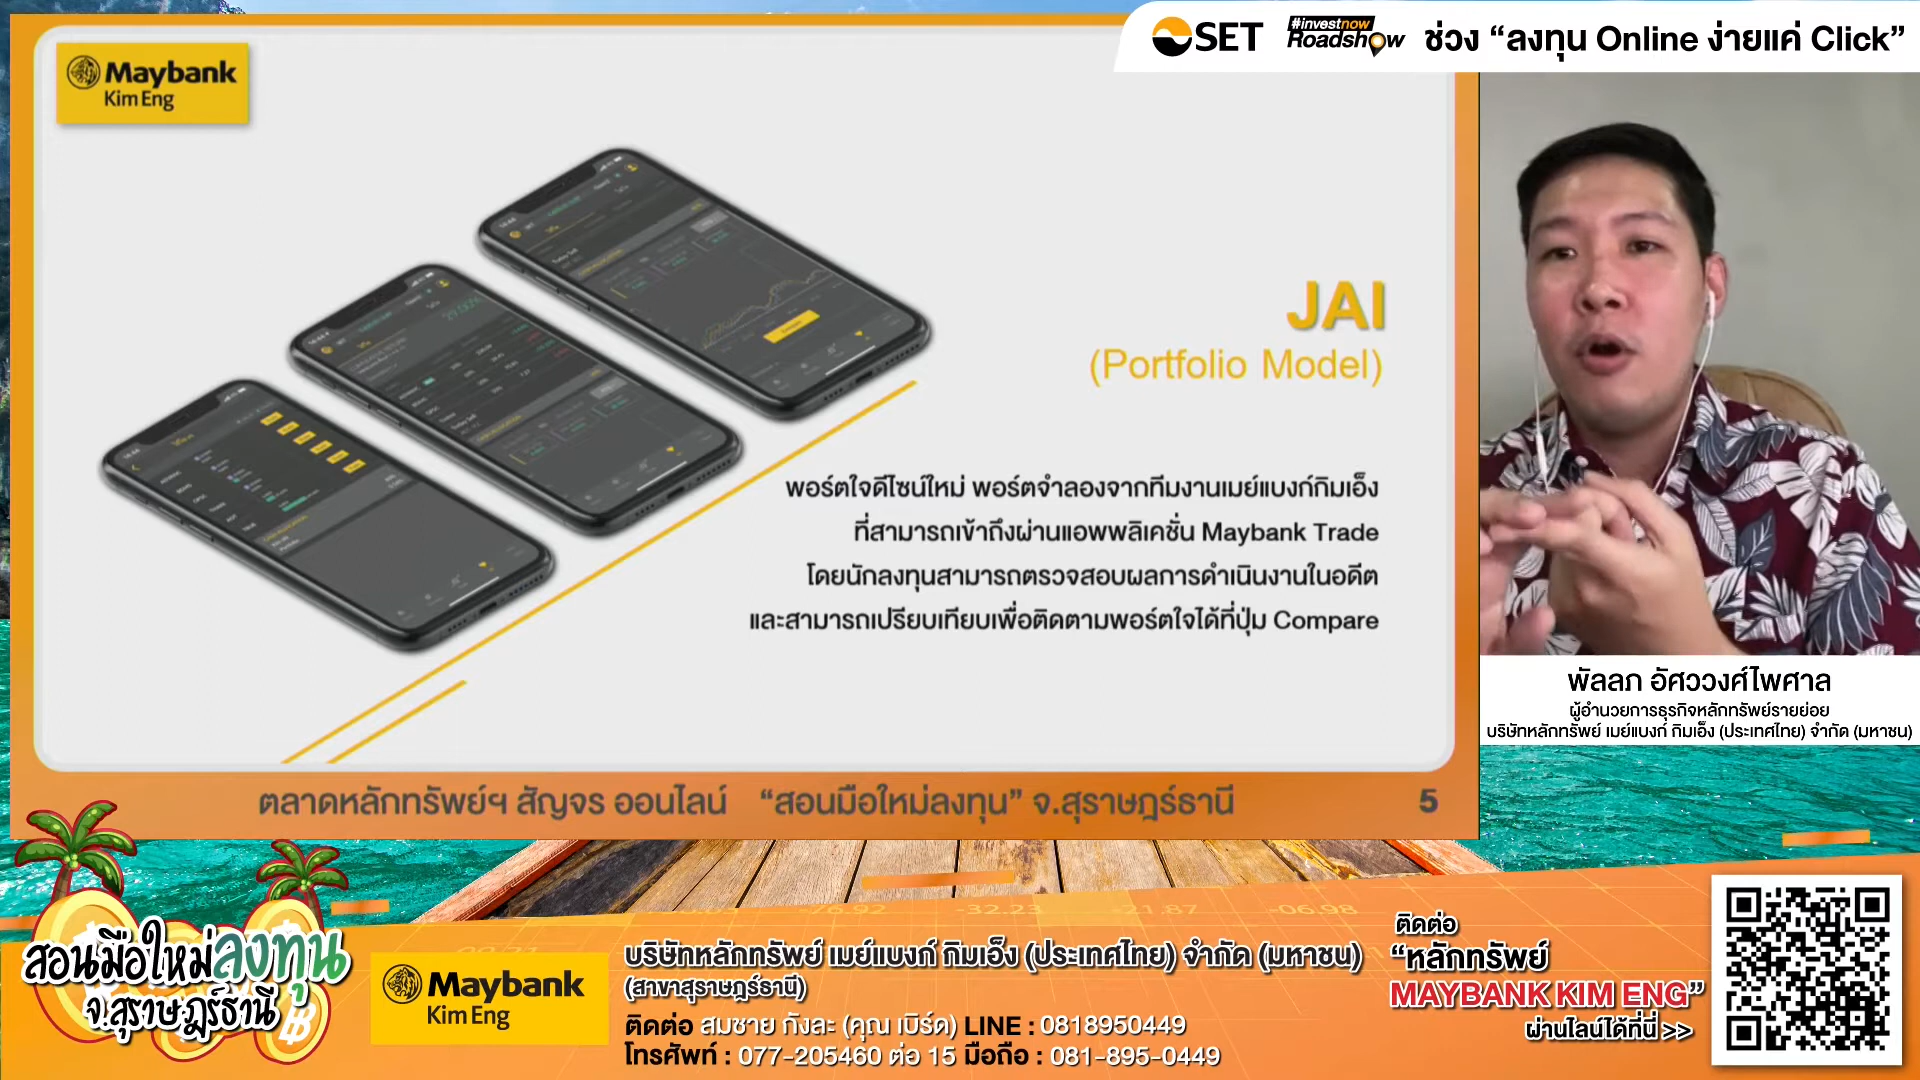 SET
#investnow
Roadshow
ช่วง “ลงทุน Online ง่ายแค่ Click”
Maybank
Kim Eng
JAI
(Portfolio Model)
พอร์ตใจดีไซน์ใหม่ พอร์ตจำลองจากทีมงานเมย์แบงก์กิมเอ็ง
ที่สามารถเข้าถึงผ่านแอพพลิเคชั่น Maybank Trade
โดยนักลงทุนสามารถตรวจสอบผลการดำเนินงานในอดีต
และสามารถเปรียบเทียบเพื่อติดตามพอร์ตใจได้ที่ปุ่ม Compare
พัลลภ อัศววงศ์ไพศาล
ผู้อำนวยการธุรกิจหลักทรัพย์รายย่อย
บริษัทหลักทรัพย์ เมย์แบงก์ กิมเอ็ง (ประเทศไทย) จำกัด (มหาชน)
ตลาดหลักทรัพย์ฯ สัญจร ออนไลน์ “สอนมือใหม่ลงทุน” จ.สุราษฎร์ธานี
5
สอนมือใหม่ลงทุน
จ.สุราษฎร์ธานี
Maybank
Kim Eng
บริษัทหลักทรัพย์ เมย์แบงก์ กิมเอ็ง (ประเทศไทย) จำกัด (มหาชน)
(สาขาสุราษฎร์ธานี)
ติดต่อ สมชาย กังละ (คุณ เบิร์ด) LINE : 0818950449
โทรศัพท์ : 077-205460 ต่อ 15 มือถือ : 081-895-0449
ติดต่อ
“หลักทรัพย์
MAYBANK KIM ENG”
ผ่านไลน์ได้ที่นี่ >>
-76.92
-32.23
-21.87
-06.98